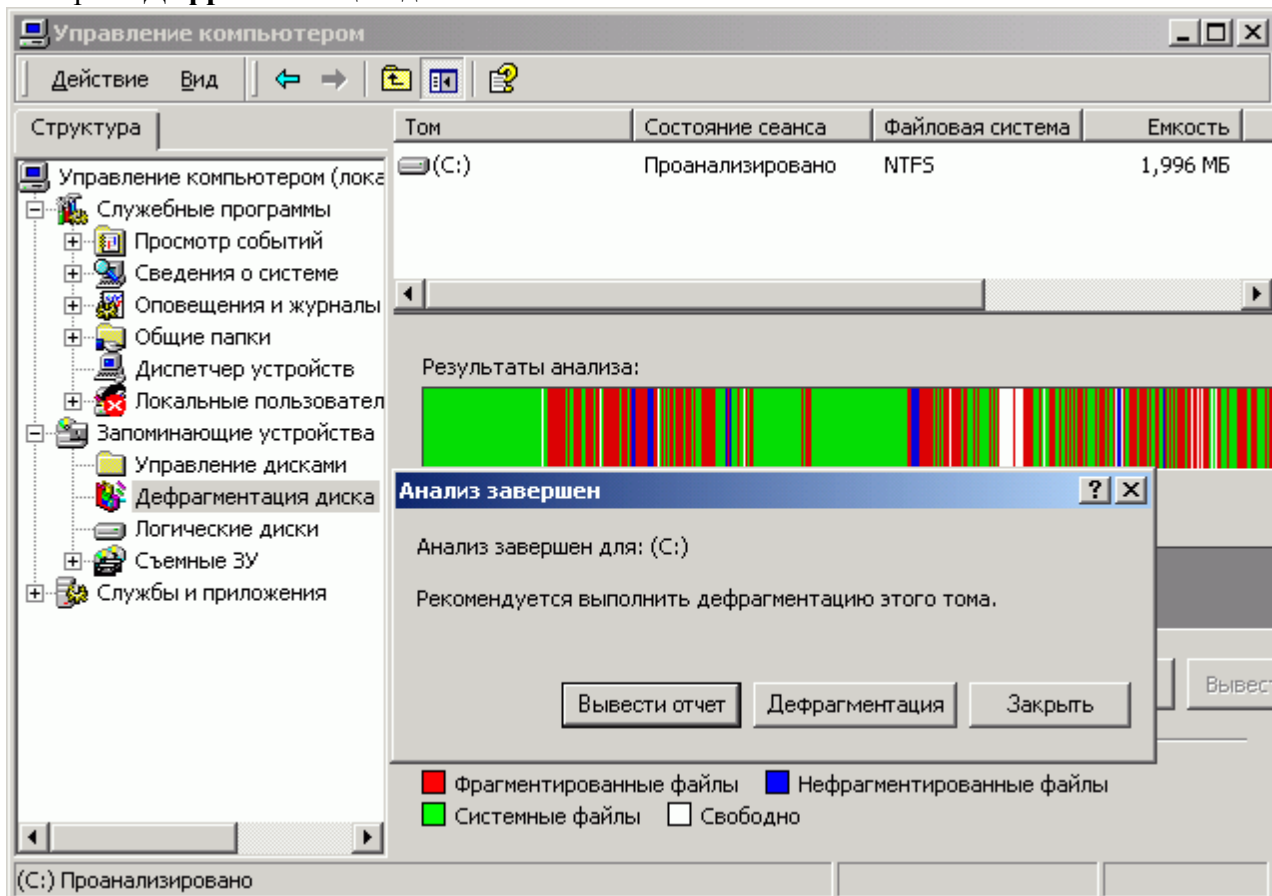 Управление компьютером
Действие Вид
Структура
Том Состояние сеанса Файловая система Емкость
(C:) Проанализировано NTFS 1,996 МБ
Управление компьютером (лока
Служебные программы
Просмотр событий
Сведения о системе
Оповещения и журналы
Общие папки
Диспетчер устройств
Локальные пользовател
Запоминающие устройства
Управление дисками
Дефрагментация диска
Логические диски
Съемные ЗУ
Службы и приложения
Результаты анализа:
Анализ завершен
Анализ завершен для: (C:)
Рекомендуется выполнить дефрагментацию этого тома.
Вывести отчет Дефрагментация Закрыть
Вывест
Фрагментированные файлы Нефрагментированные файлы
Системные файлы Свободно
(C:) Проанализировано